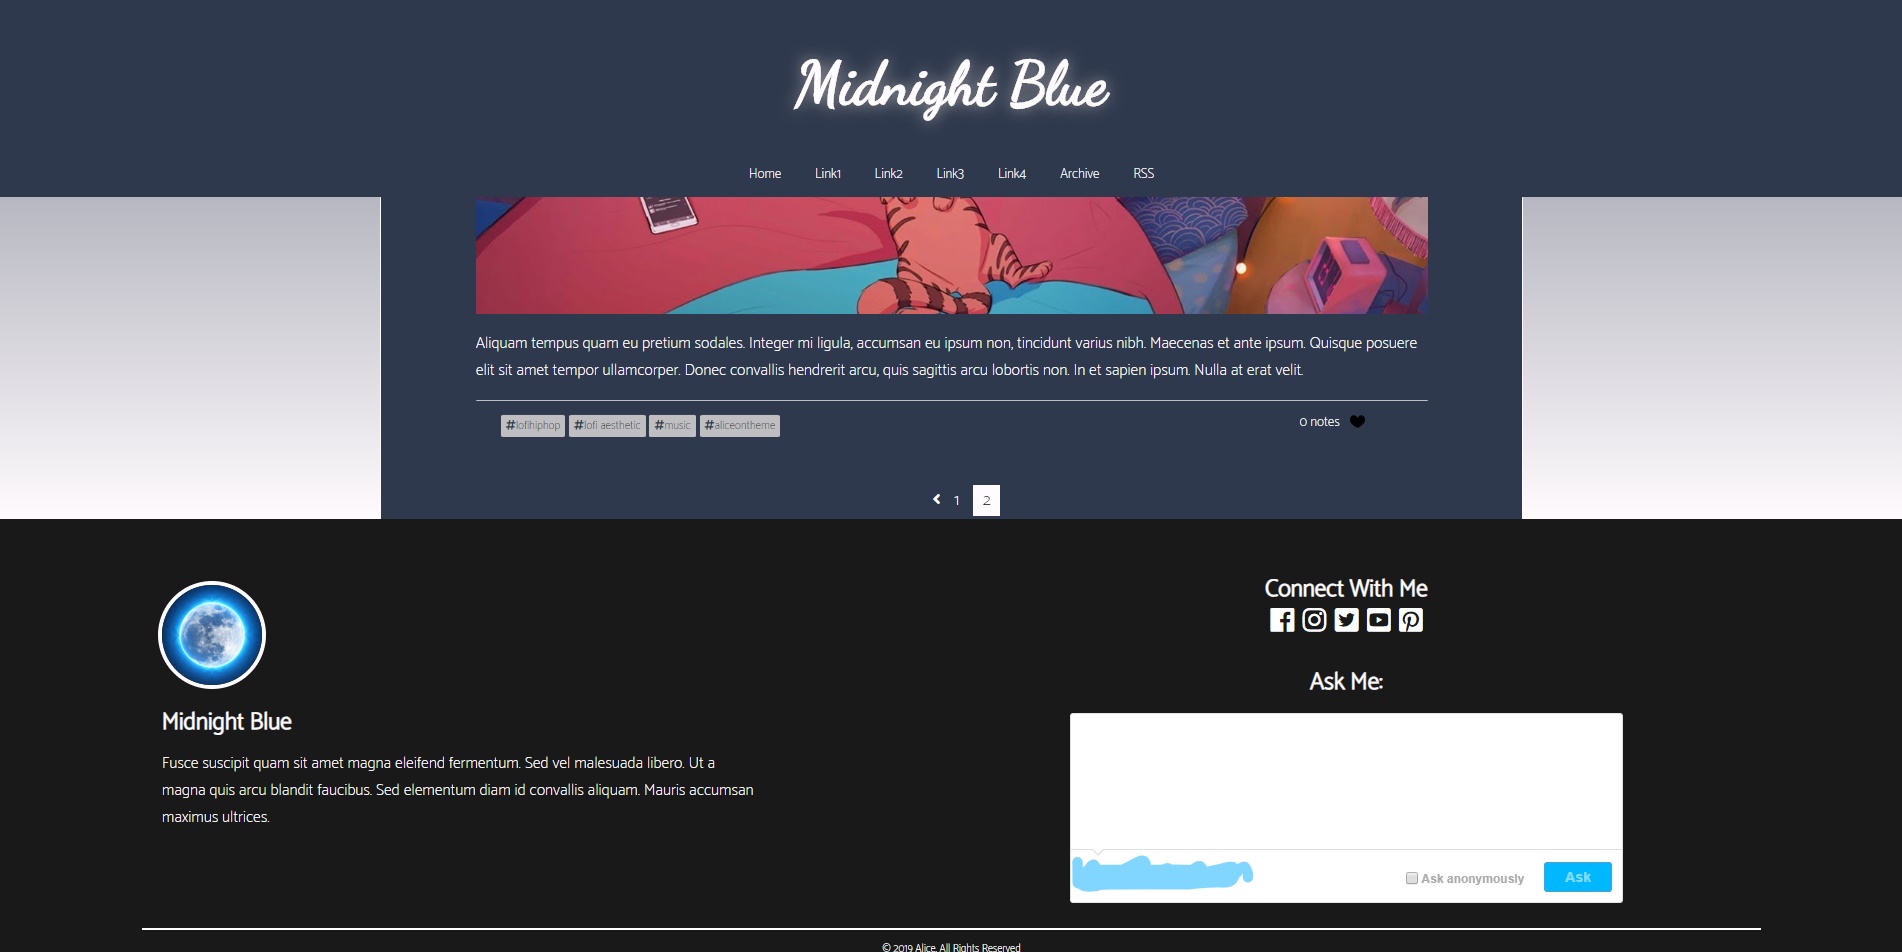 Midnight Blue
Home Link1 Link2 Link3 Link4 Archive RSS
Aliquam tempus quam eu pretium sodales. Integer mi ligula, accumsan eu ipsum non, tincidunt varius nibh. Maecenas et ante ipsum. Quisque posuere
elit sit amet tempor ullamcorper. Donec convallis hendrerit arcu, quis sagittis arcu lobortis non. In et sapien ipsum. Nulla at erat velit.
#lofihiphop #lofi aesthetic #music #aliceontheme 0 notes
1 2
Connect With Me
Ask Me:
Midnight Blue
Fusce suscipit quam sit amet magna eleifend fermentum. Sed vel malesuada libero. Ut a
magna quis arcu blandit faucibus. Sed elementum diam id convallis aliquam. Mauris accumsan
maximus ultrices.
Ask anonymously Ask
© 2019 Alice. All Rights Reserved